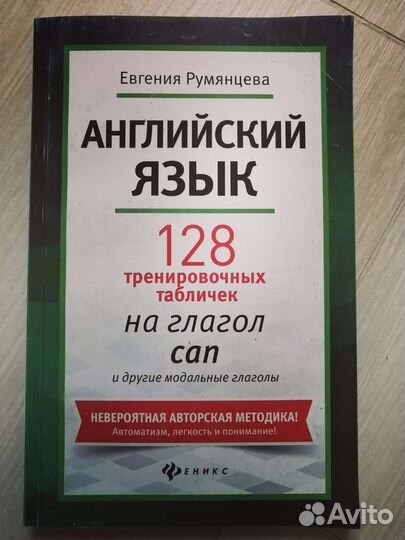 Евгения Румянцева
АНГЛИЙСКИЙ
ЯЗЫК
128
тренировочных
табличек
на глагол
can
и другие модальные глаголы
НЕВЕРОЯТНАЯ АВТОРСКАЯ МЕТОДИКА!
Автоматизм, легкость и понимание!
ФЕНИКС
Avito